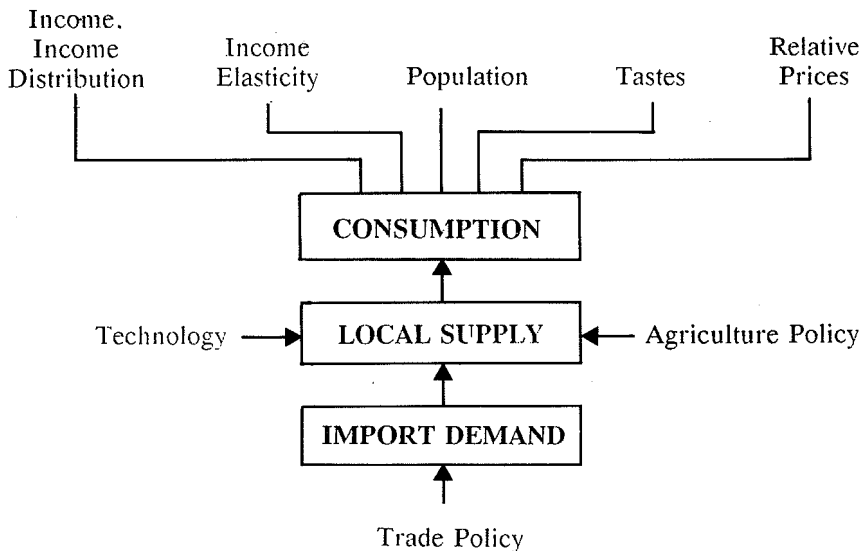 Income.
Income
Distribution
Income
Elasticity
Population
Tastes
Relative
Prices
CONSUMPTION
Technology
LOCAL SUPPLY
Agriculture Policy
IMPORT DEMAND
Trade Policy